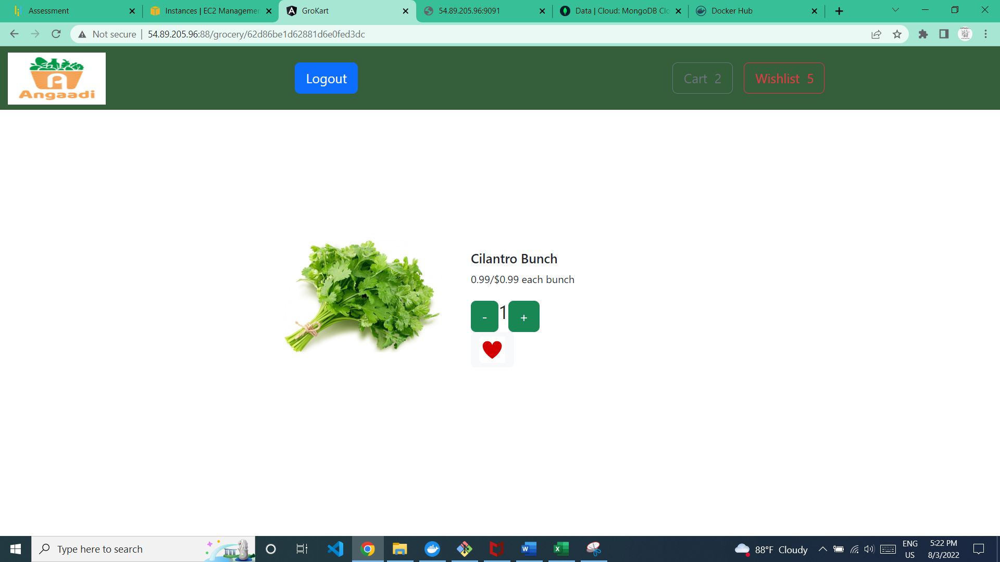 Assessment
Instances | EC2 Managemen
GroKart
54.89.205.96:9091
Data | Cloud: MongoDB Clo
Docker Hub
Not secure | 54.89.205.96:88/grocery/62d86be1d62881d6e0fed3dc
Angaadi
Logout
Cart 2
Wishlist 5
Cilantro Bunch
0.99/$0.99 each bunch
- 1 +
Type here to search
88°F Cloudy
ENG
US
5:22 PM
8/3/2022